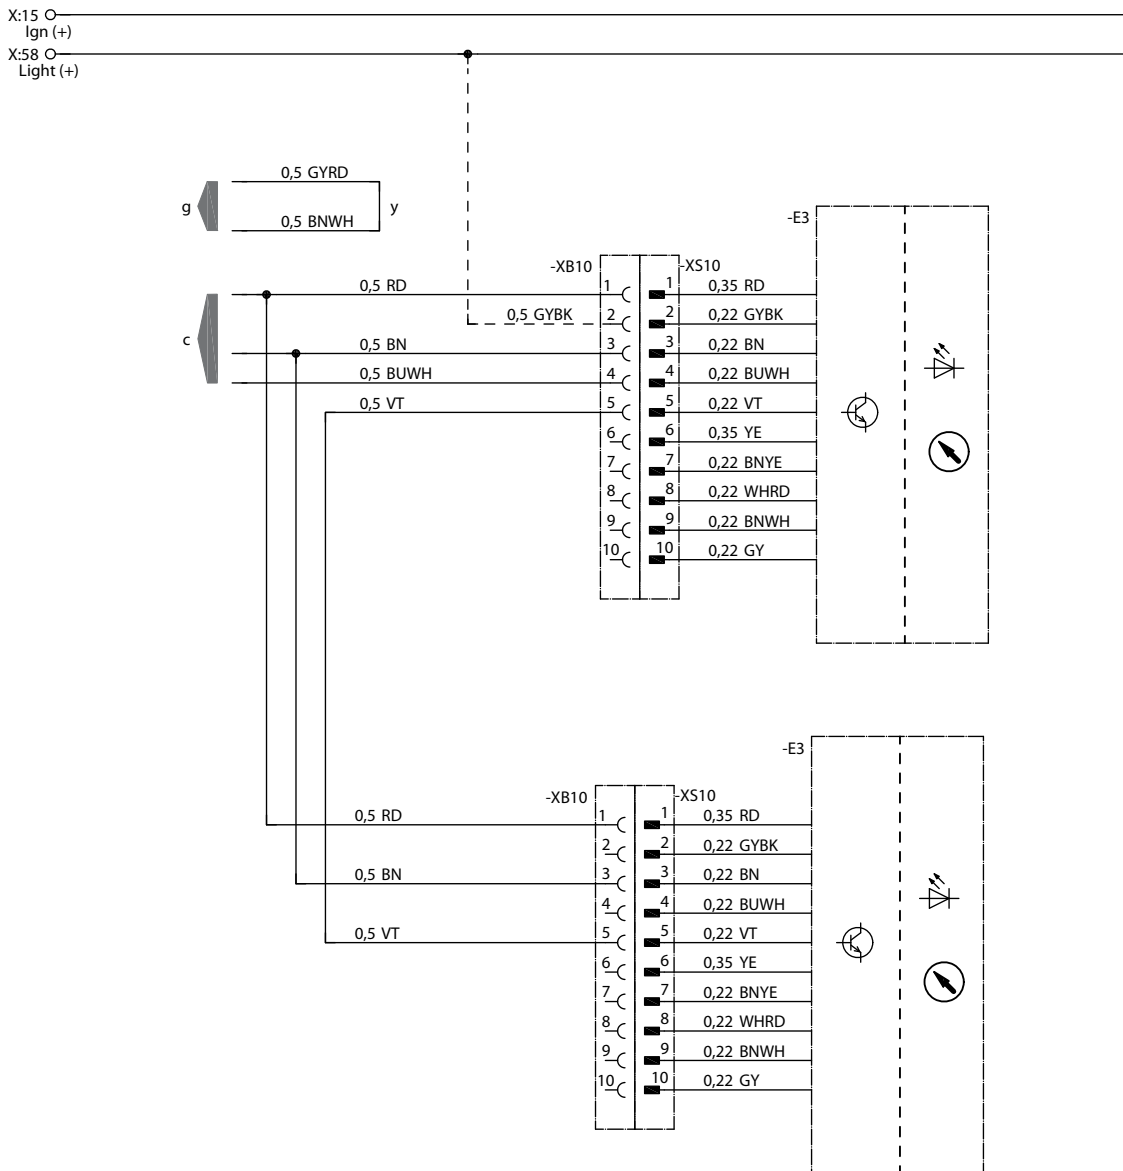 X:15
Ign (+)
X:58
Light (+)
0,5 GYRD
g
y
0,5 BNWH
-E3
-XB10
-XS10
0,5 RD
1
1
0,35 RD
0,5 GYBK
2
2
0,22 GYBK
0,5 BN
3
3
0,22 BN
c
0,5 BUWH
4
4
0,22 BUWH
0,5 VT
5
5
0,22 VT
6
6
0,35 YE
7
7
0,22 BNYE
8
8
0,22 WHRD
9
9
0,22 BNWH
10
10
0,22 GY
-E3
-XB10
-XS10
0,5 RD
1
1
0,35 RD
2
2
0,22 GYBK
0,5 BN
3
3
0,22 BN
4
4
0,22 BUWH
0,5 VT
5
5
0,22 VT
6
6
0,35 YE
7
7
0,22 BNYE
8
8
0,22 WHRD
9
9
0,22 BNWH
10
10
0,22 GY